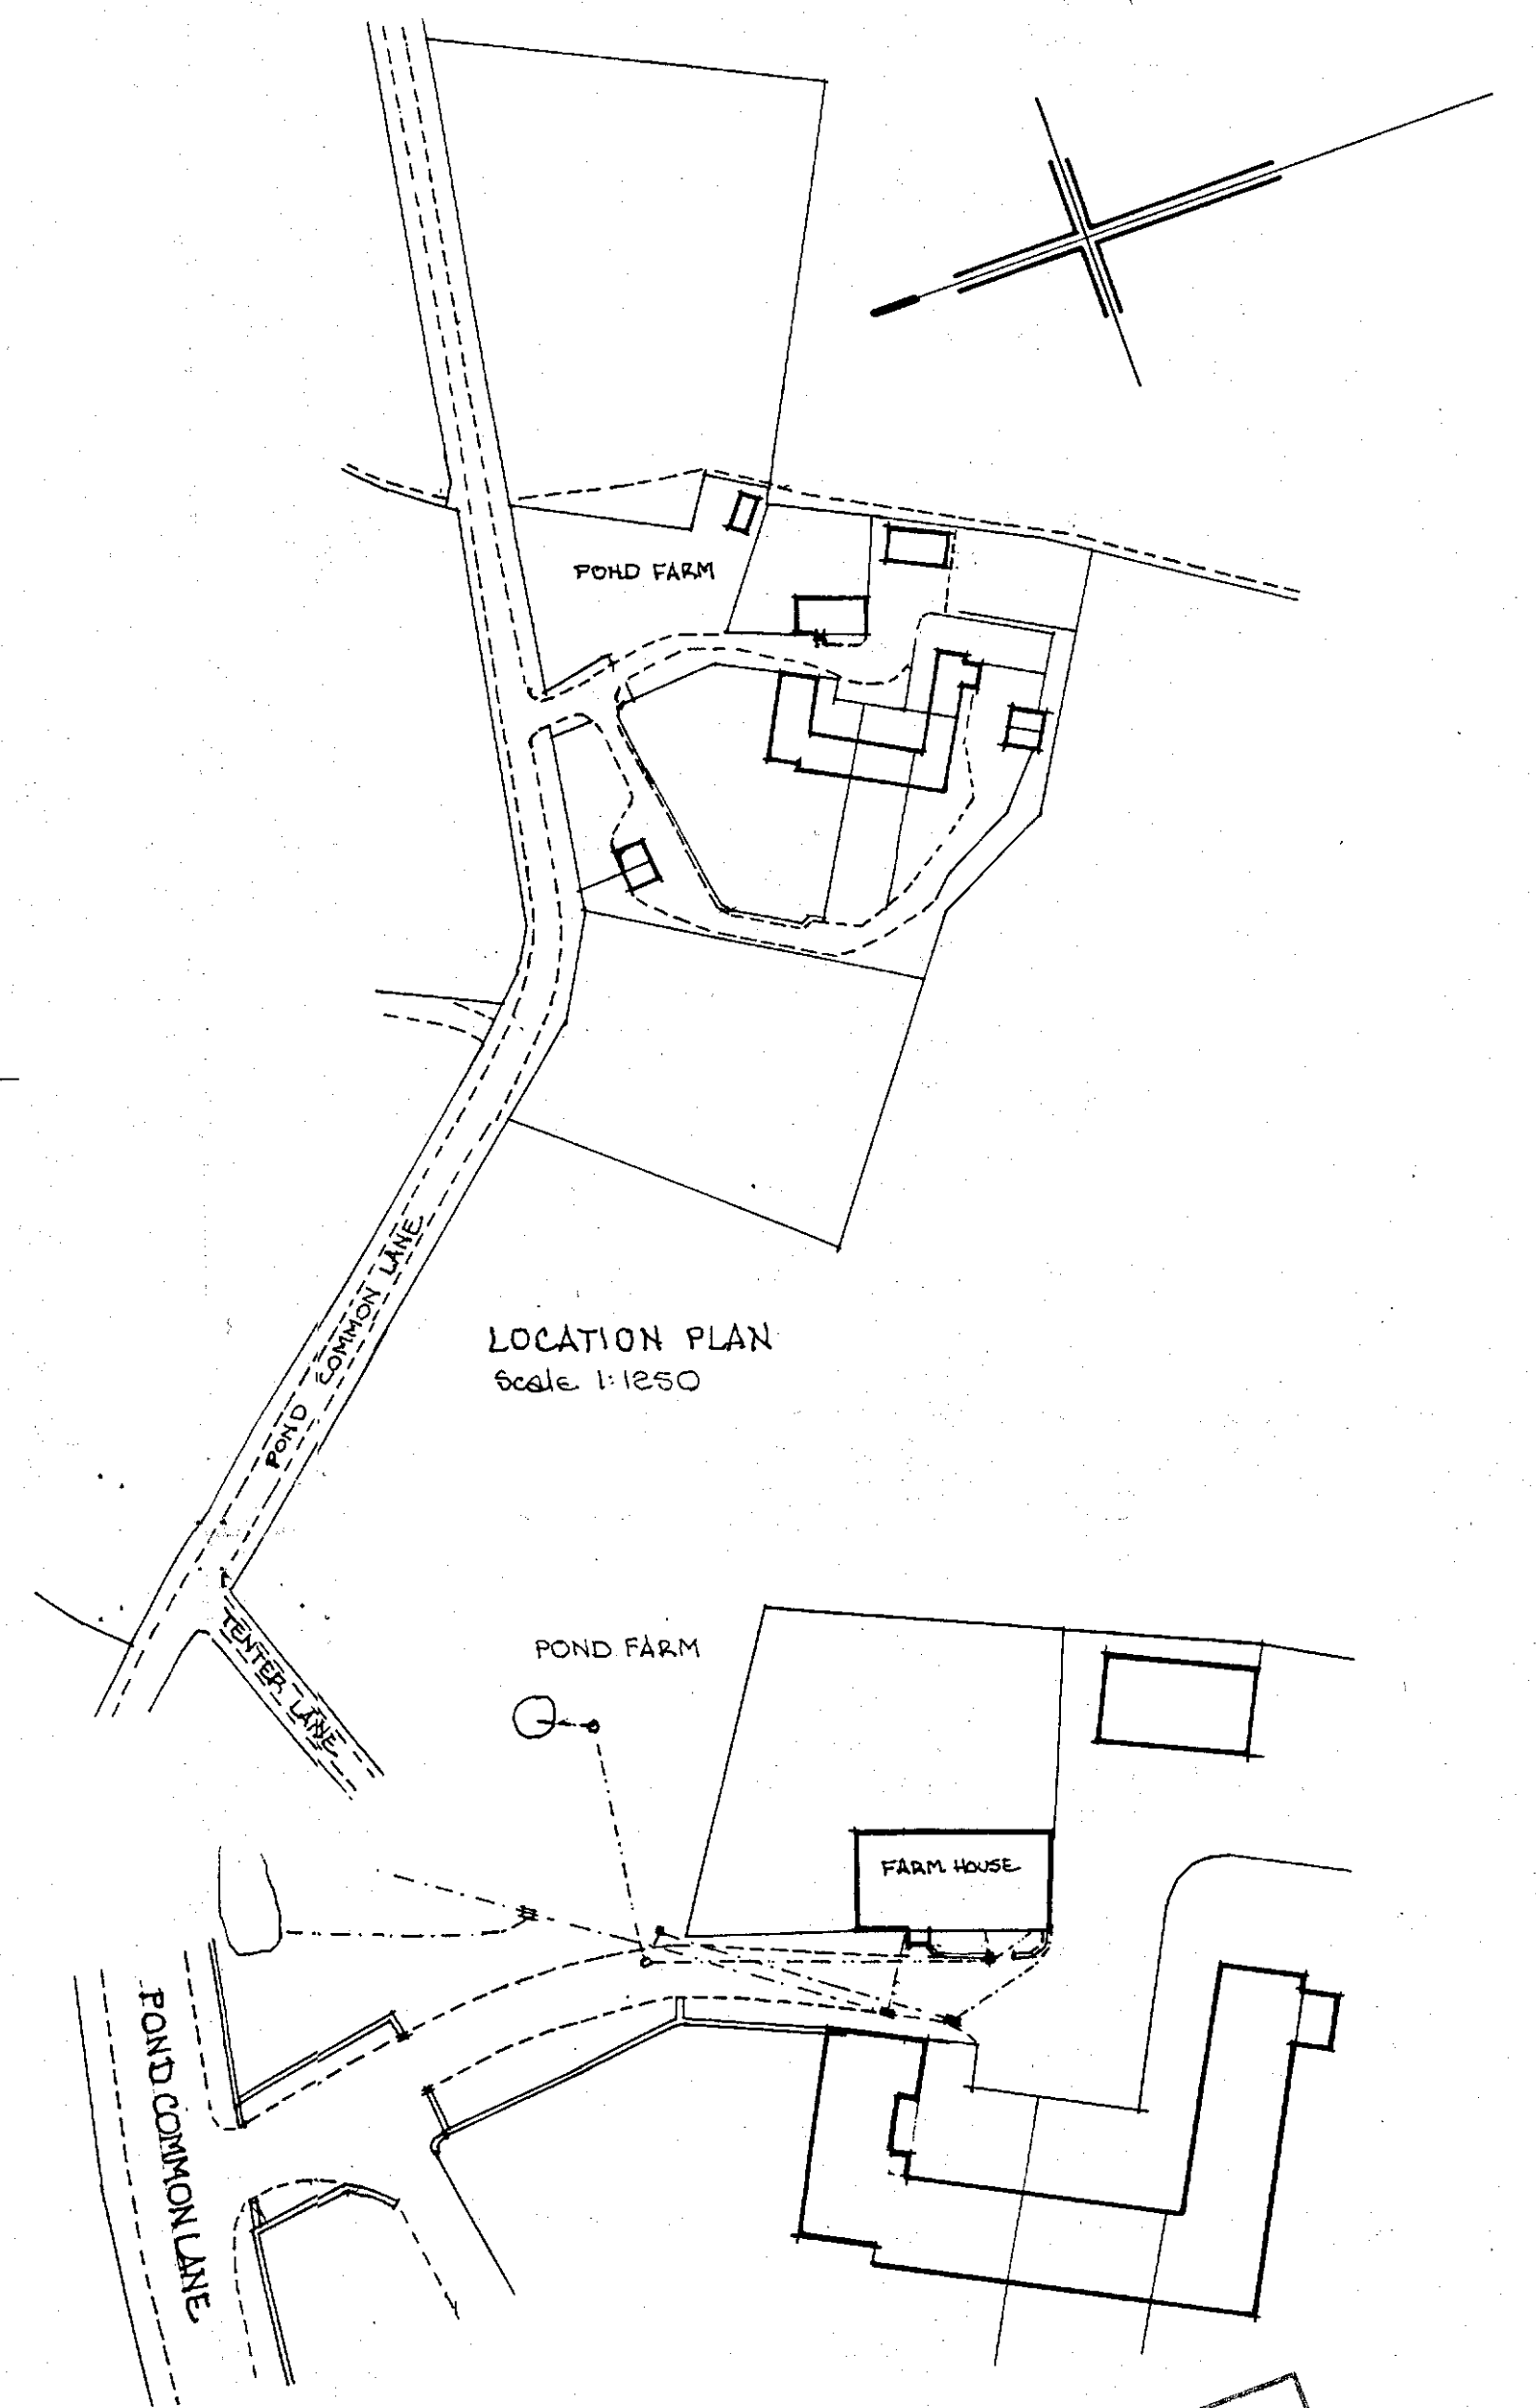 POND FARM
POND COMMON LANE
LOCATION PLAN
Scale 1:1250
TENTER LANE
POND FARM
FARM HOUSE
POND COMMON LANE